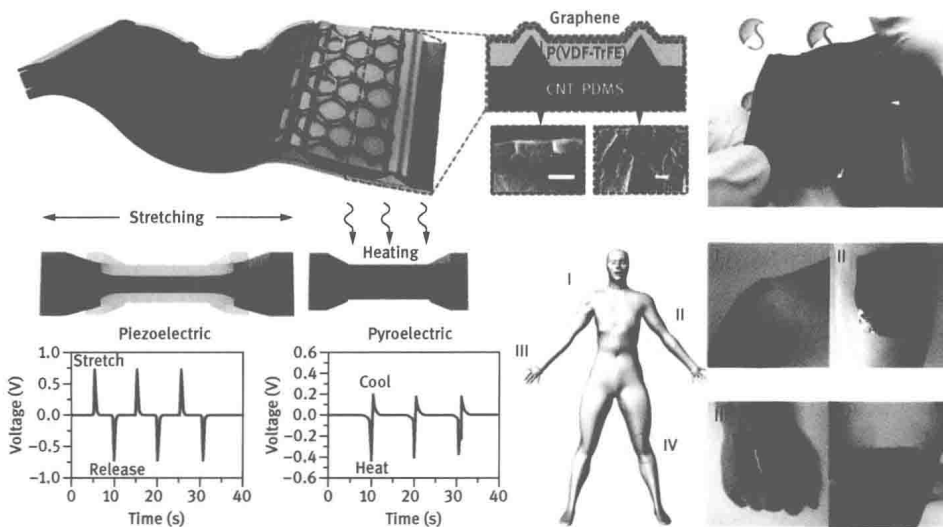 Graphene
P(VDF-TrFE)
CNT-PDMS
Stretching
Heating
Piezoelectric
Pyroelectric
Voltage (V)
1.0
0.5
0.0
−0.5
−1.0
Stretch
Release
0 10 20 30 40
Time (s)
Voltage (V)
0.6
0.4
0.2
0.0
−0.2
−0.4
−0.6
Cool
Heat
0 10 20 30 40
Time (s)
I
II
III
IV
I
II